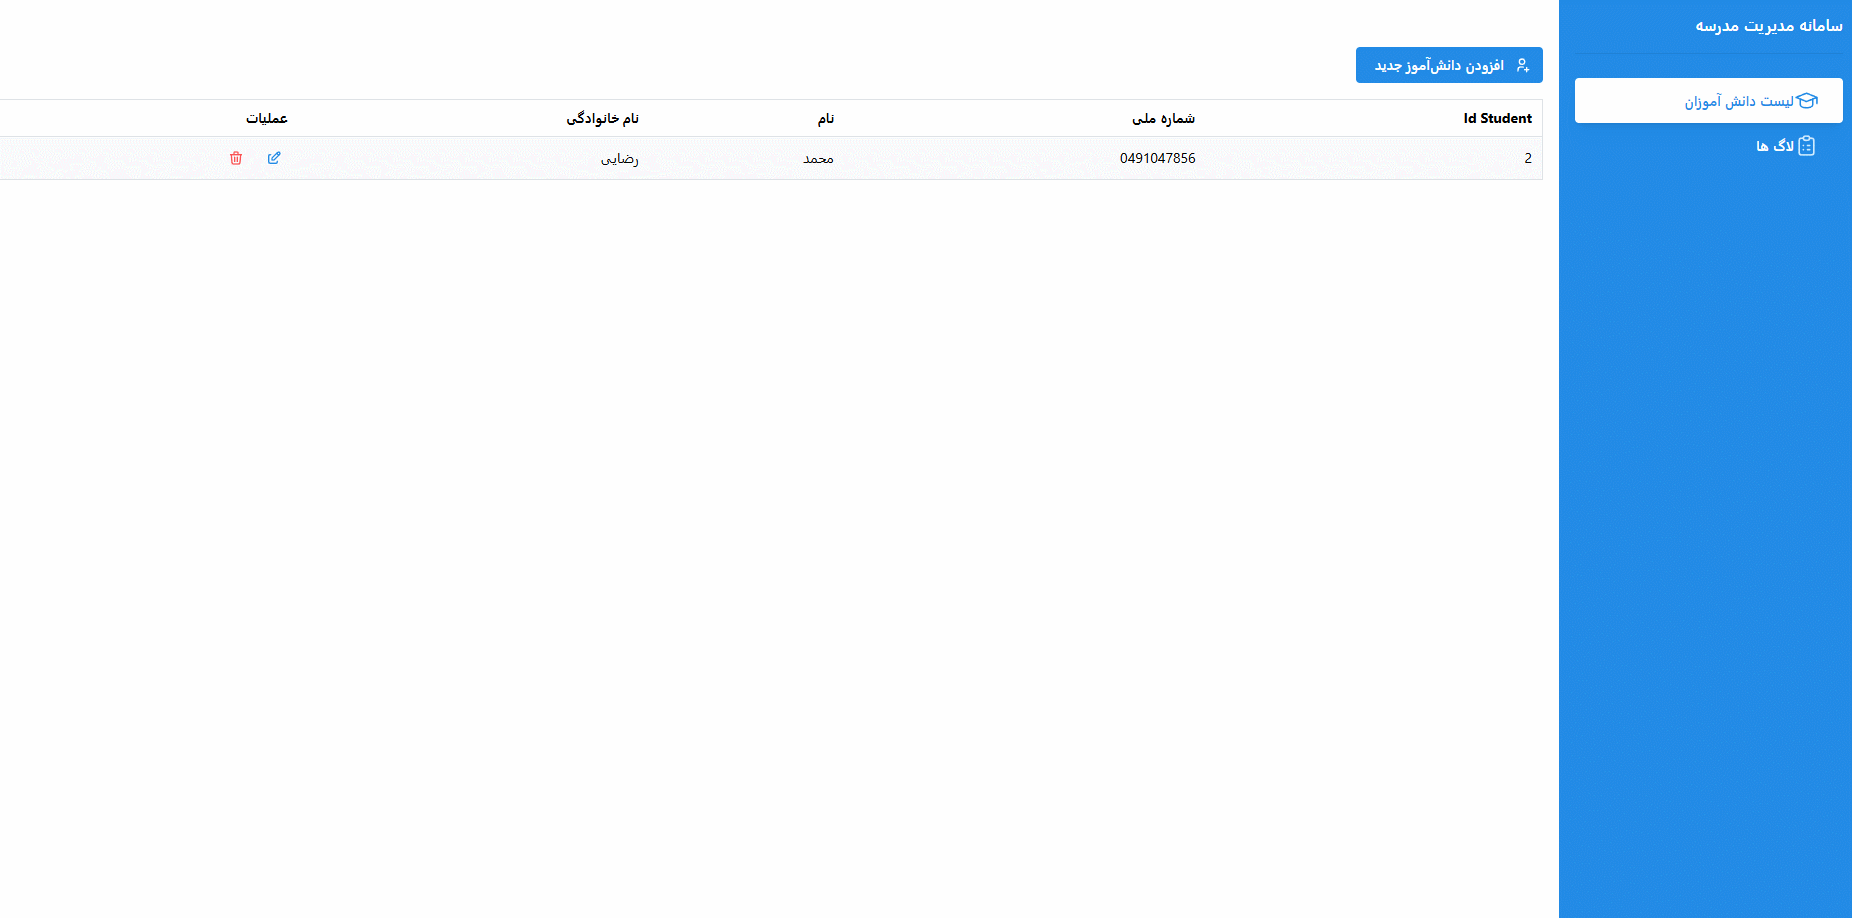 سامانه مدیریت مدرسه
لیست دانش آموزان
لاگ ها
افزودن دانش‌آموز جدید
Id Student شماره ملی نام نام خانوادگی عملیات
2 0491047856 محمد رضایی